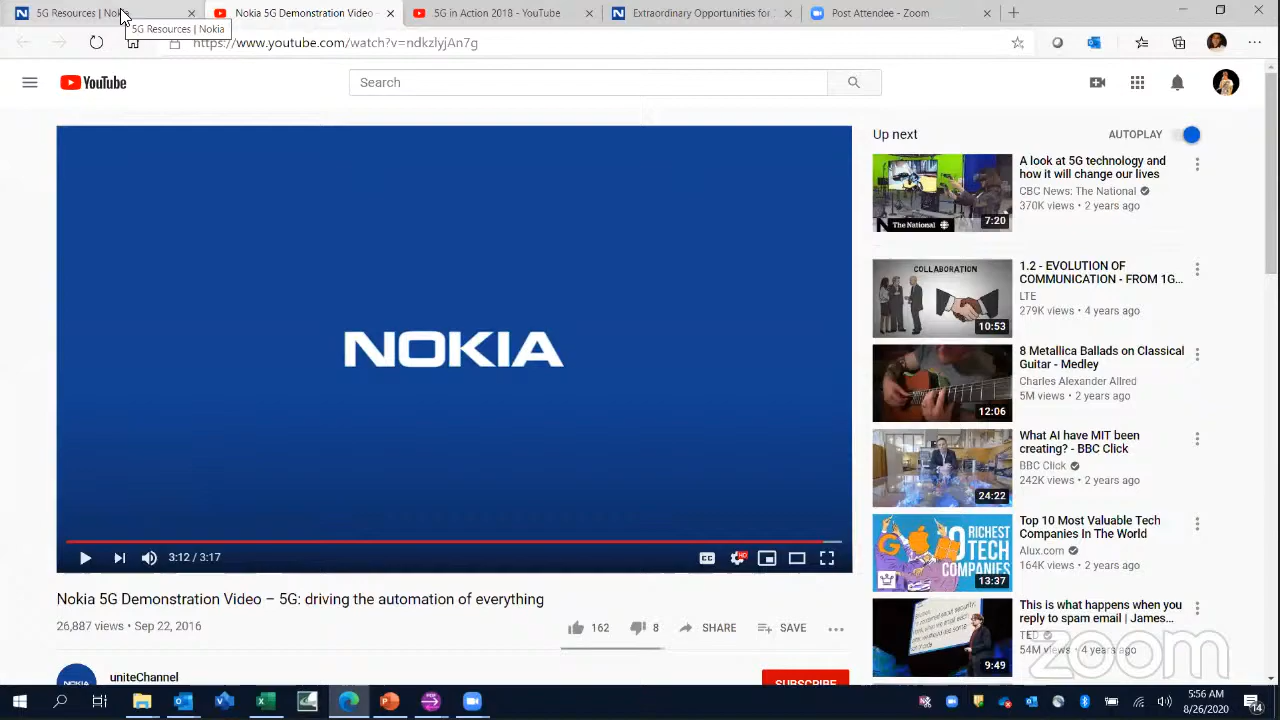 5G Resources | No
Nokia 5G Demonstration Video
5G in Action 2018 - YouTube
Extraordinary Opportunities for
Post Attendee - Zoom
5G Resources | Nokia
https://www.youtube.com/watch?v=ndkzlyjAn7g
YouTube
Search
NOKIA
3:12 / 3:17
CC
HD
Nokia 5G Demonstration Video – 5G: driving the automation of everything
26,887 views • Sep 22, 2016
162
8
SHARE
SAVE
NOKIA
uniteChannel
SUBSCRIBE
Up next
AUTOPLAY
The National
7:20
A look at 5G technology and
how it will change our lives
CBC News: The National
370K views • 2 years ago
COLLABORATION
10:53
1.2 - EVOLUTION OF
COMMUNICATION - FROM 1G...
LTE
279K views • 4 years ago
12:06
8 Metallica Ballads on Classical
Guitar - Medley
Charles Alexander Allred
5M views • 2 years ago
24:22
What AI have MIT been
creating? - BBC Click
BBC Click
242K views • 2 years ago
RICHEST
TECH
COMPANIES
13:37
Top 10 Most Valuable Tech
Companies In The World
Alux.com
164K views • 2 years ago
9:49
This is what happens when you
reply to spam email | James...
TED
54M views • 4 years ago
zoom
5:56 AM
8/26/2020
14